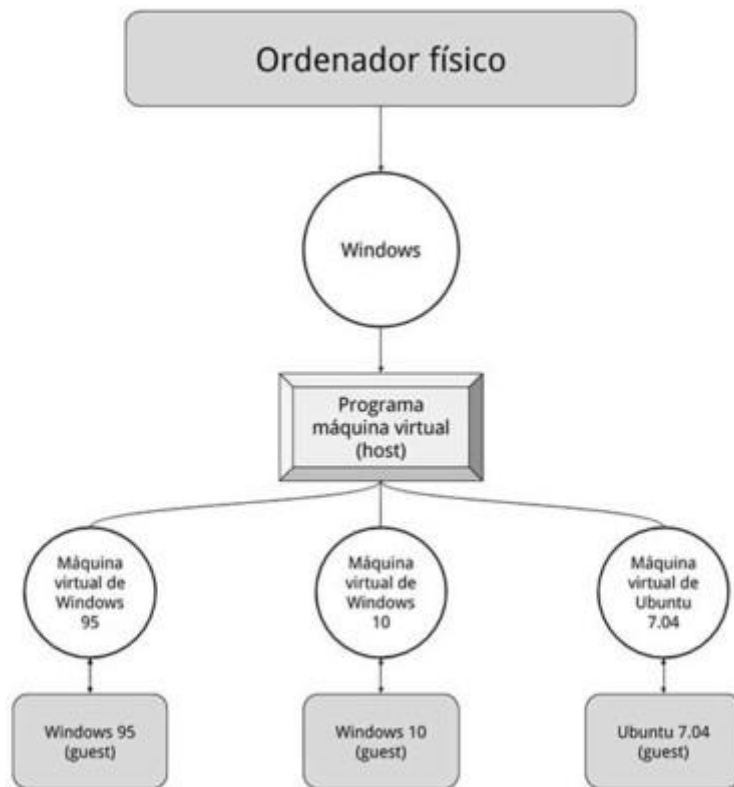 Ordenador físico
Windows
Programa
máquina virtual
(host)
Máquina
virtual de
Windows
95
Máquina
virtual de
Windows
10
Máquina
virtual de
Ubuntu
7.04
Windows 95
(guest)
Windows 10
(guest)
Ubuntu 7.04
(guest)